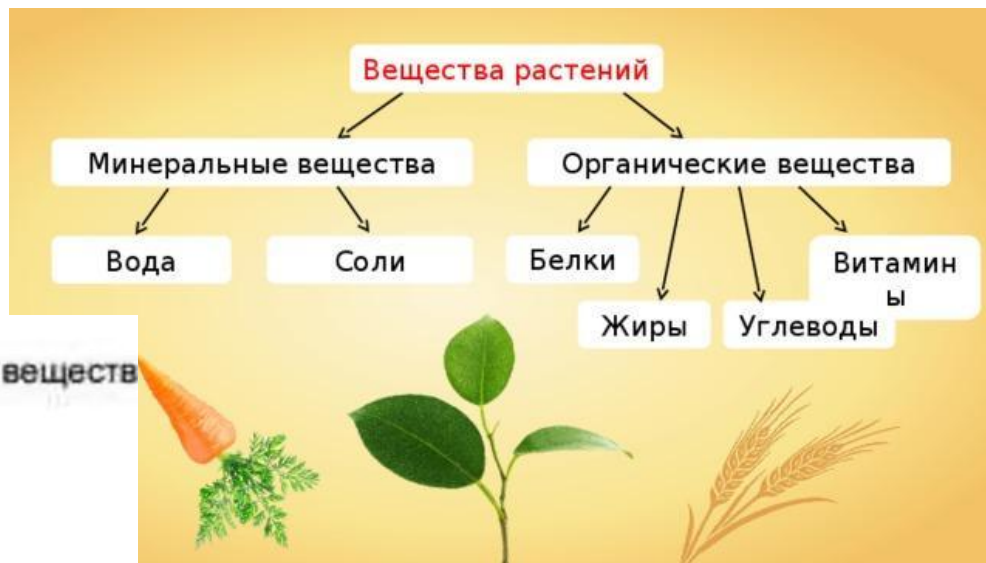 Вещества растений
Минеральные вещества
Органические вещества
Вода
Соли
Белки
Витамин
ы
Жиры
Углеводы
веществ